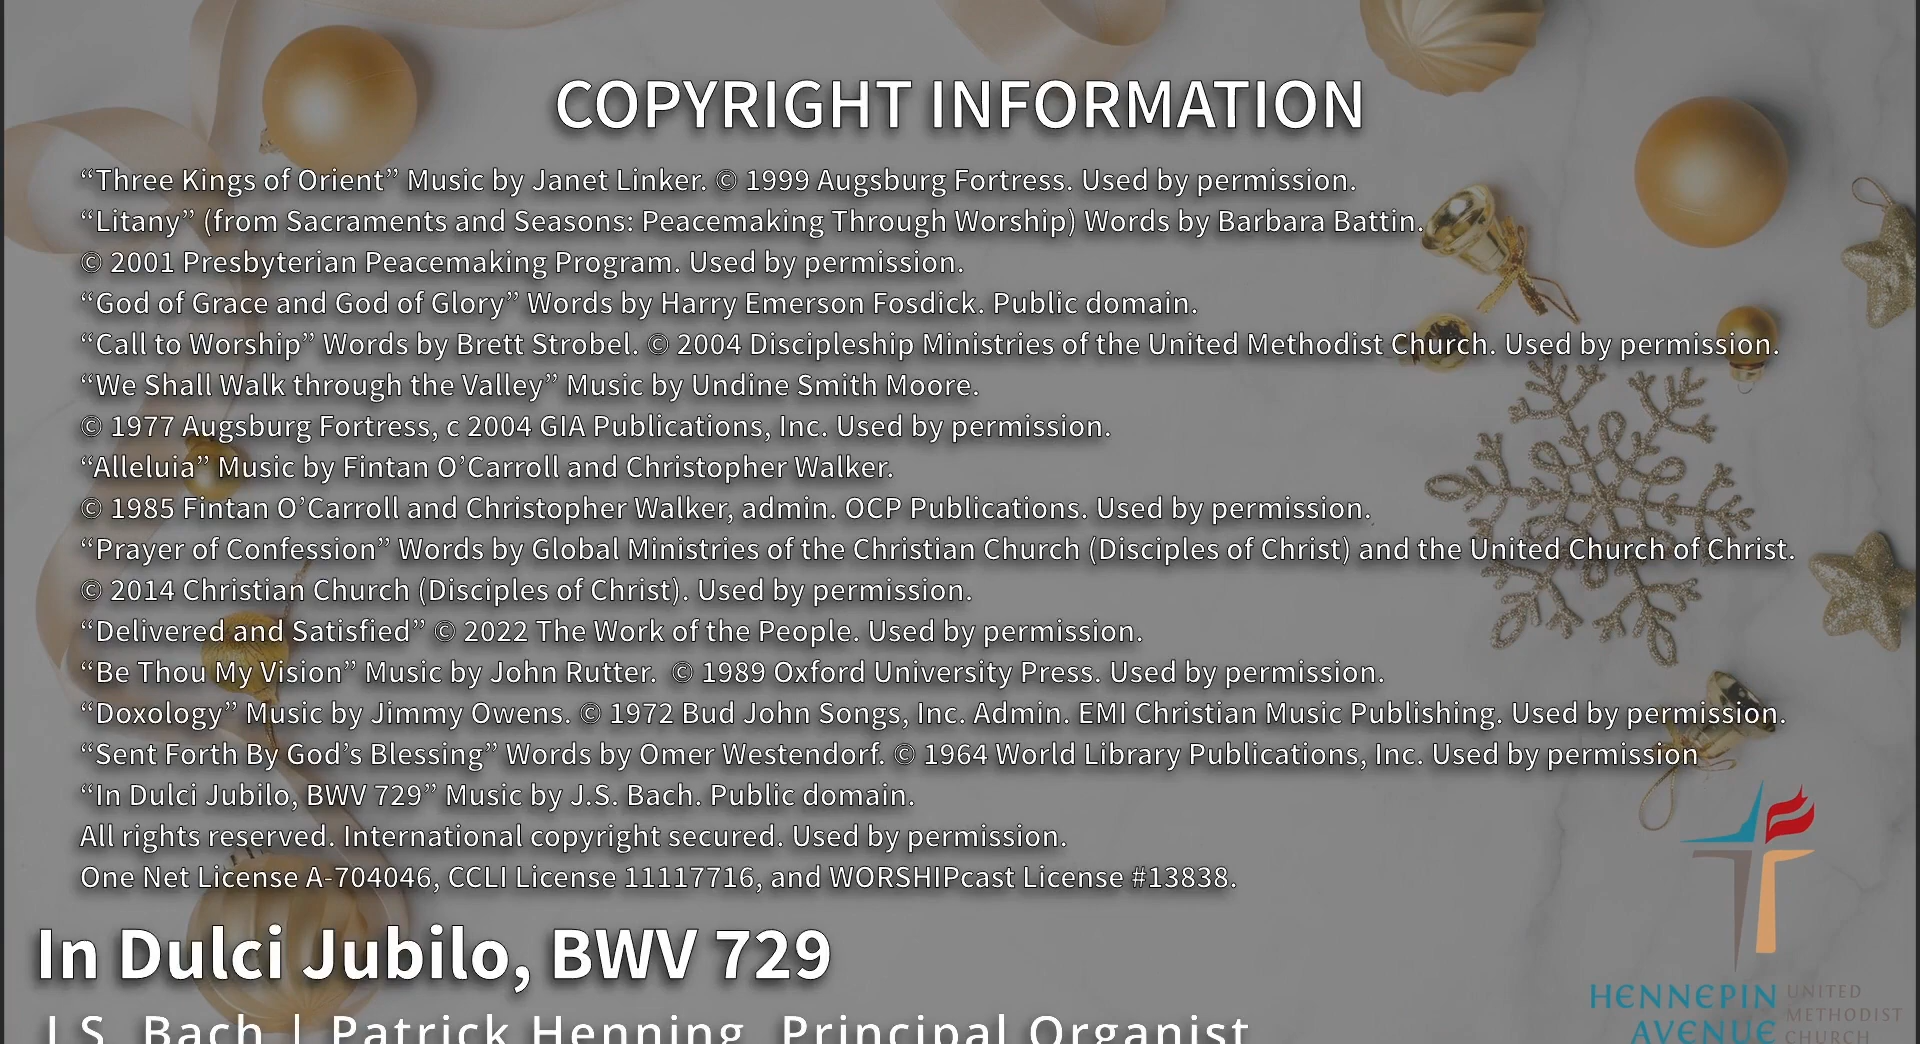 COPYRIGHT INFORMATION
“Three Kings of Orient” Music by Janet Linker. © 1999 Augsburg Fortress. Used by permission.
“Litany” (from Sacraments and Seasons: Peacemaking Through Worship) Words by Barbara Battin.
© 2001 Presbyterian Peacemaking Program. Used by permission.
“God of Grace and God of Glory” Words by Harry Emerson Fosdick. Public domain.
“Call to Worship” Words by Brett Strobel. © 2004 Discipleship Ministries of the United Methodist Church. Used by permission.
“We Shall Walk through the Valley” Music by Undine Smith Moore.
© 1977 Augsburg Fortress, c 2004 GIA Publications, Inc. Used by permission.
“Alleluia” Music by Fintan O’Carroll and Christopher Walker.
© 1985 Fintan O’Carroll and Christopher Walker, admin. OCP Publications. Used by permission.
“Prayer of Confession” Words by Global Ministries of the Christian Church (Disciples of Christ) and the United Church of Christ.
© 2014 Christian Church (Disciples of Christ). Used by permission.
“Delivered and Satisfied” © 2022 The Work of the People. Used by permission.
“Be Thou My Vision” Music by John Rutter.  © 1989 Oxford University Press. Used by permission.
“Doxology” Music by Jimmy Owens. © 1972 Bud John Songs, Inc. Admin. EMI Christian Music Publishing. Used by permission.
“Sent Forth By God’s Blessing” Words by Omer Westendorf. © 1964 World Library Publications, Inc. Used by permission
“In Dulci Jubilo, BWV 729” Music by J.S. Bach. Public domain.
All rights reserved. International copyright secured. Used by permission.
One Net License A-704046, CCLI License 11117716, and WORSHIPcast License #13838.
In Dulci Jubilo, BWV 729
J.S. Bach | Patrick Henning, Principal Organist
HENNEPIN AVENUE
UNITED
METHODIST
CHURCH